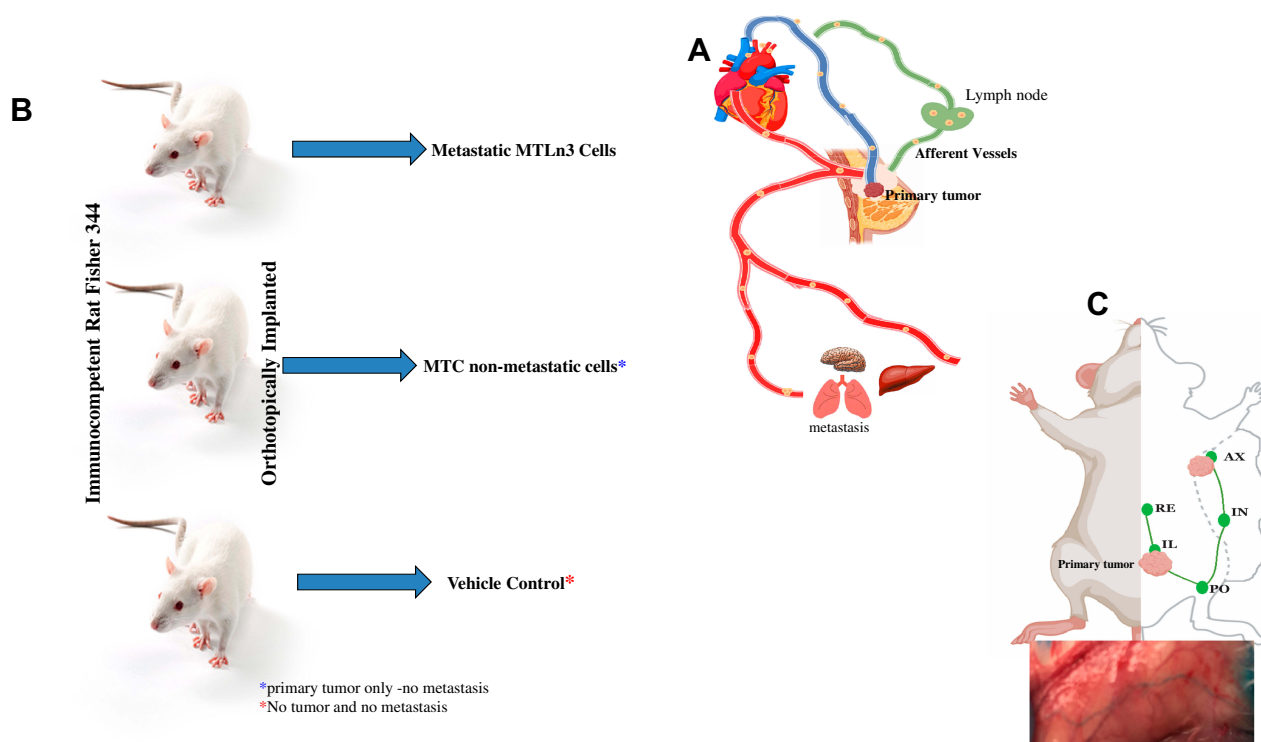 A
Lymph node
Afferent Vessels
Primary tumor
metastasis
B
Immunocompetent Rat Fisher 344
Orthotopically Implanted
Metastatic MTLn3 Cells
MTC non-metastatic cells*
Vehicle Control*
*primary tumor only -no metastasis
*No tumor and no metastasis
C
AX
RE
IN
IL
Primary tumor
PO